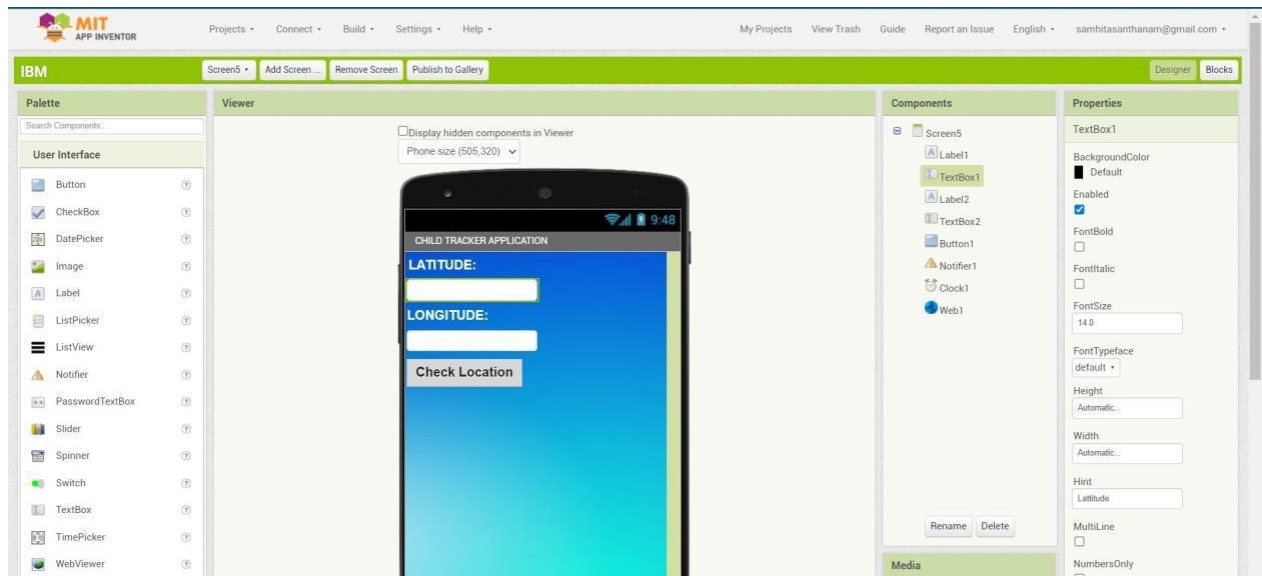 MIT
APP INVENTOR
Projects Connect Build Settings Help My Projects View Trash Guide Report an Issue English samhitasanthanam@gmail.com
IBM
Screen5 Add Screen ... Remove Screen Publish to Gallery Designer Blocks
Palette
Search Components...
User Interface
Button
CheckBox
DatePicker
Image
Label
ListPicker
ListView
Notifier
PasswordTextBox
Slider
Spinner
Switch
TextBox
TimePicker
WebViewer
Viewer
Display hidden components in Viewer
Phone size (505,320)
9:48
CHILD TRACKER APPLICATION
LATITUDE:
LONGITUDE:
Check Location
Components
Screen5
Label1
TextBox1
Label2
TextBox2
Button1
Notifier1
Clock1
Web1
Rename Delete
Media
Properties
TextBox1
BackgroundColor
Default
Enabled
FontBold
FontItalic
FontSize
14.0
FontTypeface
default
Height
Automatic...
Width
Automatic...
Hint
Lattitude
MultiLine
NumbersOnly